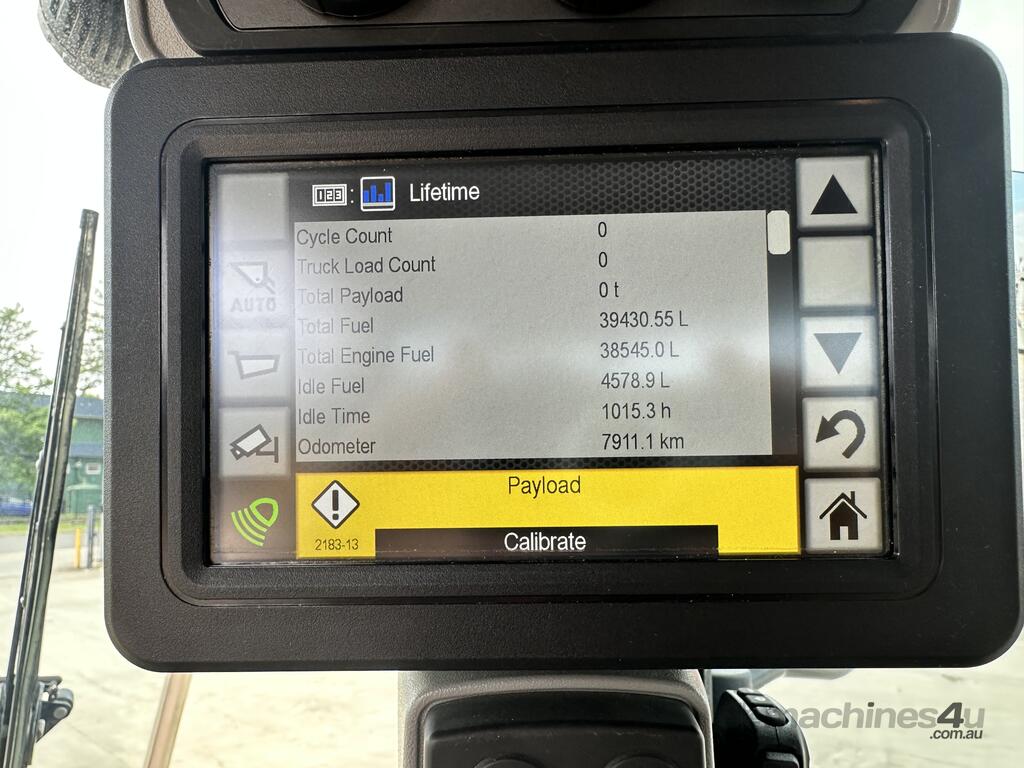 123 : Lifetime
Cycle Count 0
Truck Load Count 0
Total Payload 0 t
Total Fuel 39430.55 L
Total Engine Fuel 38545.0 L
Idle Fuel 4578.9 L
Idle Time 1015.3 h
Odometer 7911.1 km
AUTO
Payload
!
2183-13
Calibrate
machines4u
.com.au